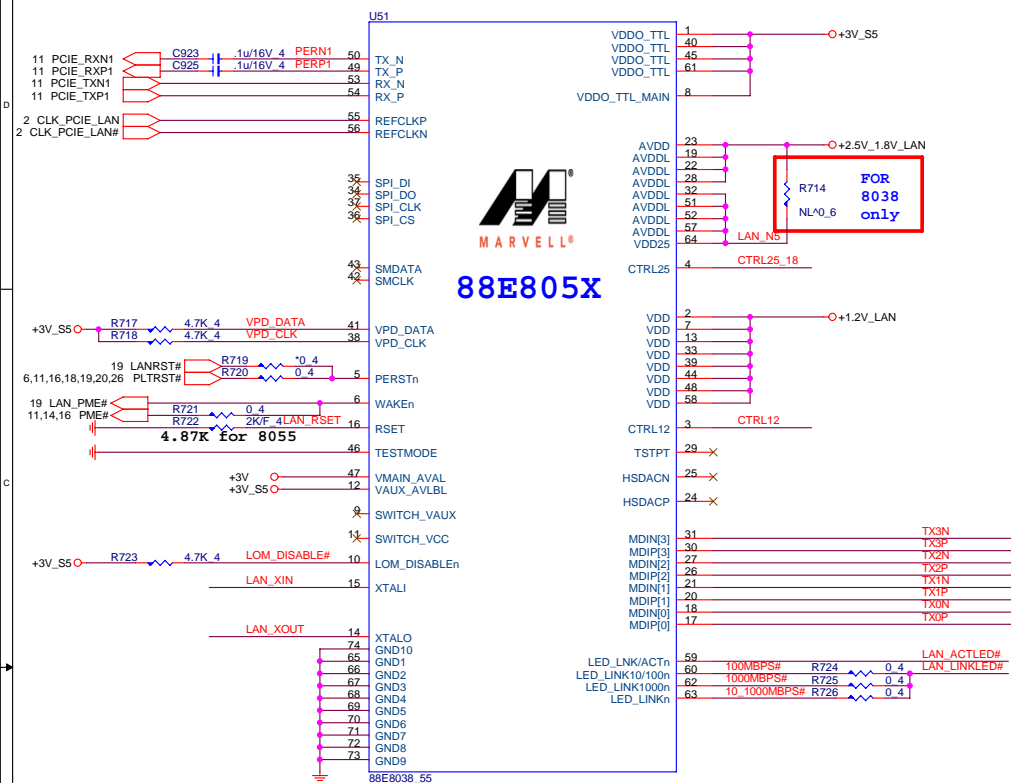 U51
11 PCIE_RXN1 C923 .1u/16V_4 PERN1 50 TX_N
11 PCIE_RXP1 C925 .1u/16V_4 PERP1 49 TX_P
11 PCIE_TXN1 53 RX_N
11 PCIE_TXP1 54 RX_P
2 CLK_PCIE_LAN 55 REFCLKP
2 CLK_PCIE_LAN# 56 REFCLKN
35 SPI_DI
34 SPI_DO
37 SPI_CLK
36 SPI_CS
43 SMDATA
42 SMCLK
+3V_S5 R717 4.7K_4 VPD_DATA 41 VPD_DATA
R718 4.7K_4 VPD_CLK 38 VPD_CLK
19 LANRST# R719 *0_4
6,11,16,18,19,20,26 PLTRST# R720 0_4 5 PERSTn
19 LAN_PME# 6 WAKEn
11,14,16 PME# R721 0_4
R722 2K/F_4 LAN_RSET 16 RSET
4.87K for 8055
46 TESTMODE
+3V 47 VMAIN_AVAL
+3V_S5 12 VAUX_AVLBL
9 SWITCH_VAUX
11 SWITCH_VCC
+3V_S5 R723 4.7K_4 LOM_DISABLE# 10 LOM_DISABLEn
LAN_XIN 15 XTALI
LAN_XOUT 14 XTALO
74 GND10
65 GND1
66 GND2
67 GND3
68 GND4
69 GND5
70 GND6
71 GND7
72 GND8
73 GND9
88E8038_55
MARVELL®
88E805X
VDDO_TTL 1 +3V_S5
VDDO_TTL 40
VDDO_TTL 45
VDDO_TTL 61
VDDO_TTL_MAIN 8
AVDD 23 +2.5V_1.8V_LAN
AVDDL 19
AVDDL 22
AVDDL 28
AVDDL 32
AVDDL 51
AVDDL 52
AVDDL 57
VDD25 64 LAN_N5
R714
NL^0_6
FOR
8038
only
CTRL25 4 CTRL25_18
VDD 2 +1.2V_LAN
VDD 7
VDD 13
VDD 33
VDD 39
VDD 44
VDD 48
VDD 58
CTRL12 3 CTRL12
TSTPT 29
HSDACN 25
HSDACP 24
MDIN[3] 31 TX3N
MDIP[3] 30 TX3P
MDIN[2] 27 TX2N
MDIP[2] 26 TX2P
MDIN[1] 21 TX1N
MDIP[1] 20 TX1P
MDIN[0] 18 TX0N
MDIP[0] 17 TX0P
LED_LNK/ACTn 59 LAN_ACTLED#
LED_LINK10/100n 60 100MBPS# R724 0_4 LAN_LINKLED#
LED_LINK1000n 62 1000MBPS# R725 0_4
LED_LINKn 63 10_1000MBPS# R726 0_4
D
C